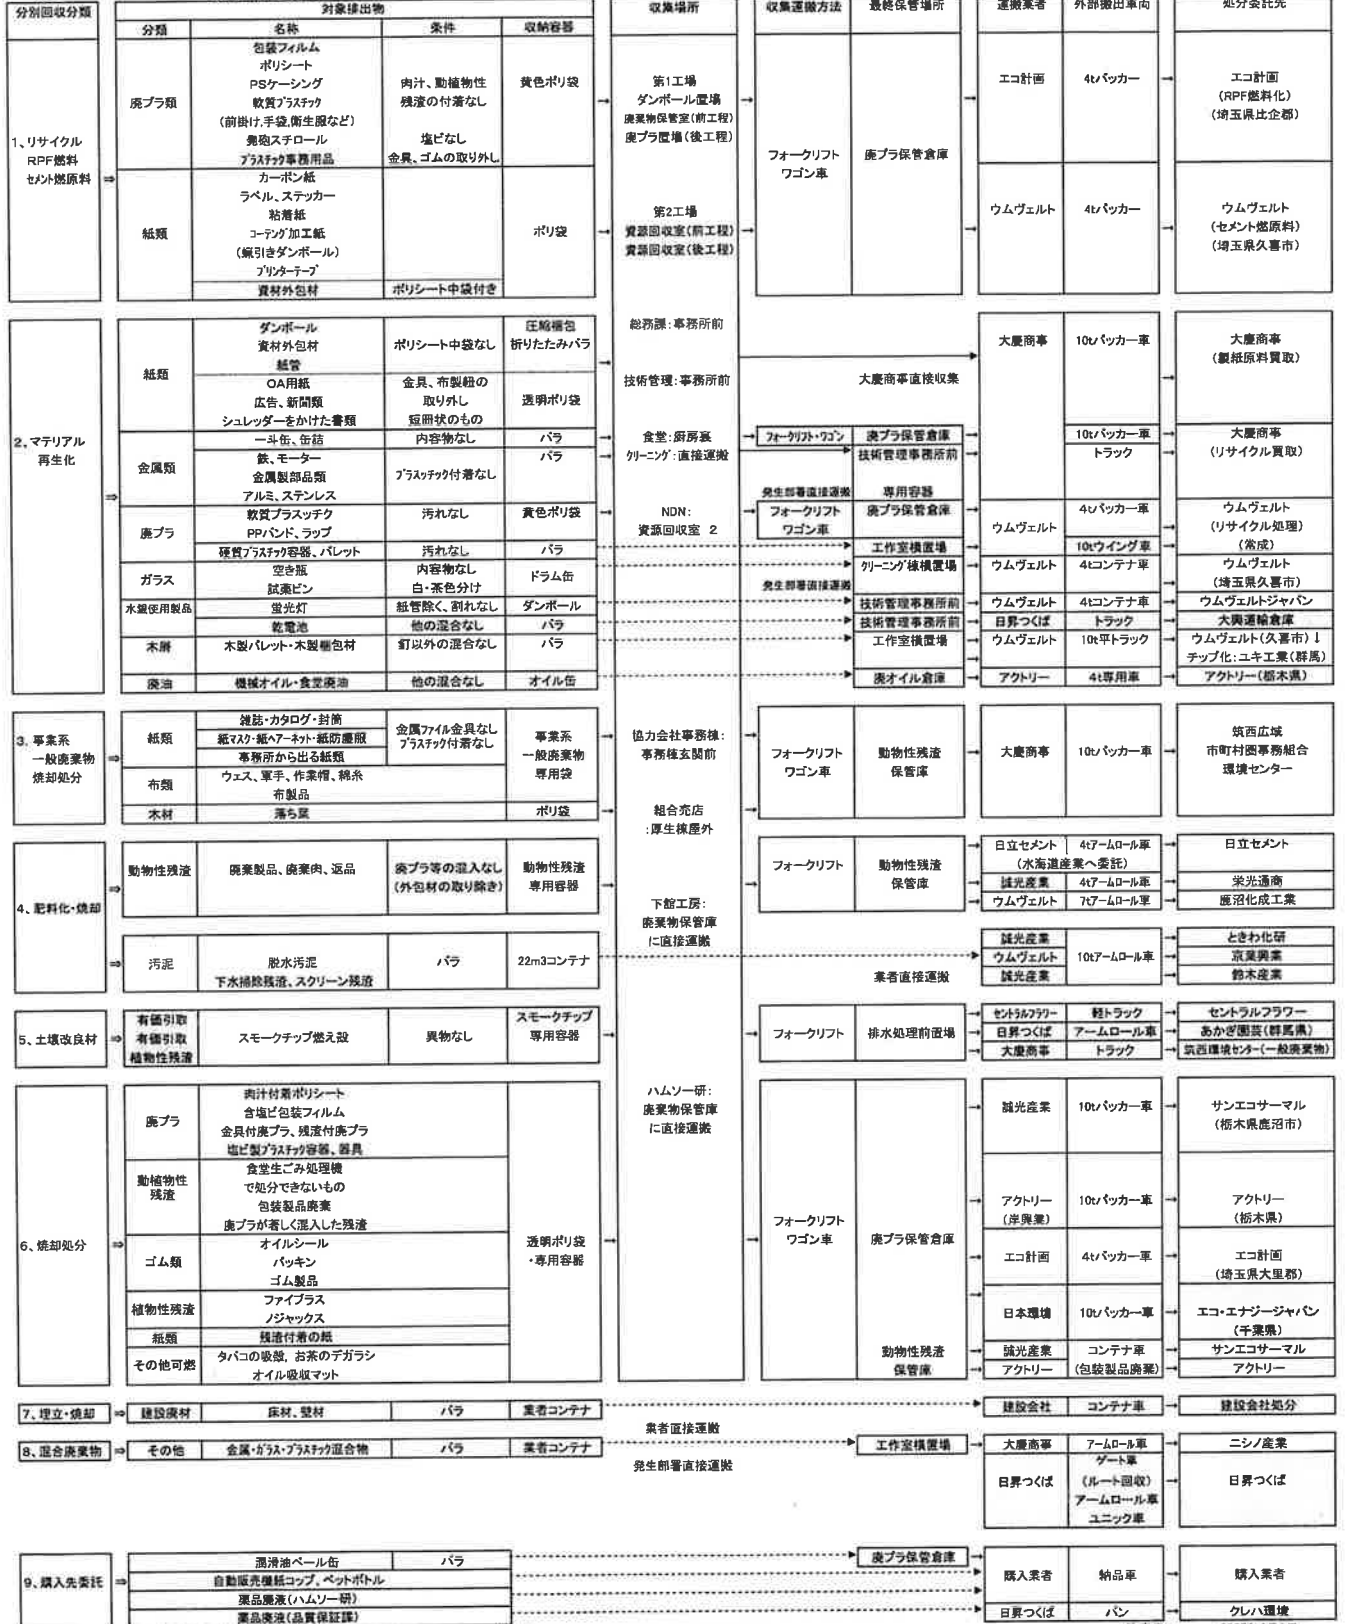 分別回収分類 対象排出物 収集場所 収集運搬方法 最終保管場所 運搬業者 外部搬出車両 処分委託先
分類 名称 条件 収納容器
1、リサイクル
RPF燃料
セメント燃原料
廃プラ類
包装フィルム
ポリシート
PSケーシング
軟質プラスチック
(前掛け,手袋,衛生服など)
発砲スチロール
プラスチック事務用品
肉汁、動植物性
残渣の付着なし
塩ビなし
金具、ゴムの取り外し
黄色ポリ袋
紙類
カーボン紙
ラベル、ステッカー
粘着紙
コーテング加工紙
(蝋引きダンボール)
プリンターテープ
資材外包材 ポリシート中袋付き
ポリ袋
第1工場
ダンボール置場
廃棄物保管室(前工程)
廃プラ置場(後工程)
第2工場
資源回収室(前工程)
資源回収室(後工程)
フォークリフト
ワゴン車
廃プラ保管倉庫
エコ計画 4tパッカー
エコ計画
(RPF燃料化)
(埼玉県比企郡)
ウムヴェルト 4tパッカー
ウムヴェルト
(セメント燃原料)
(埼玉県久喜市)
2、マテリアル
再生化
紙類
ダンボール
資材外包材
紙管
ポリシート中袋なし
圧縮梱包
折りたたみバラ
OA用紙
広告、新聞類
シュレッダーをかけた書類
金具、布製紐の
取り外し
短冊状のもの
透明ポリ袋
金属類
一斗缶、缶詰 内容物なし バラ
鉄、モーター
金属製部品類
アルミ、ステンレス
プラスッチック付着なし
バラ
廃プラ
軟質プラスッチク
PPバンド、ラップ
汚れなし 黄色ポリ袋
硬質プラスチック容器、パレット 汚れなし バラ
ガラス
空き瓶
試薬ビン
内容物なし
白・茶色分け
ドラム缶
水銀使用製品
蛍光灯 紙管除く、割れなし ダンボール
乾電池 他の混合なし バラ
木屑 木製パレット・木製梱包材 釘以外の混合なし バラ
廃油 機械オイル・食堂廃油 他の混合なし オイル缶
総務課:事務所前
技術管理:事務所前
食堂:厨房裏
クリーニング:直接運搬
NDN:
資源回収室 2
大慶商事直接収集
フォークリフト・ワゴン 廃プラ保管倉庫
技術管理事務所前
発生部署直接運搬 専用容器
フォークリフト
ワゴン車
廃プラ保管倉庫
工作室横置場
クリーニング棟横置場
発生部署直接運搬
技術管理事務所前
技術管理事務所前
工作室横置場
廃オイル倉庫
大慶商事 10tパッカー車
大慶商事
(製紙原料買取)
10tパッカー車
トラック
大慶商事
(リサイクル買取)
ウムヴェルト
4tパッカー車
10tウイング車
ウムヴェルト
(リサイクル処理)
(常成)
ウムヴェルト 4tコンテナ車
ウムヴェルト
(埼玉県久喜市)
ウムヴェルト 4tコンテナ車 ウムヴェルトジャパン
日昇つくば トラック 大興運輸倉庫
ウムヴェルト 10t平トラック
ウムヴェルト(久喜市)↓
チップ化:ユキ工業(群馬)
アクトリー 4t専用車 アクトリー(栃木県)
3、事業系
一般廃棄物
焼却処分
紙類
雑誌・カタログ・封筒
紙マスク・紙ヘアーネット・紙防塵服
事務所から出る紙類
金属ファイル金具なし
プラスチック付着なし
事業系
一般廃棄物
専用袋
布類
ウェス、軍手、作業帽、綿糸
布製品
木材 落ち葉 ポリ袋
協力会社事務棟:
事務棟玄関前
組合売店
:厚生棟屋外
フォークリフト
ワゴン車
動物性残渣
保管庫
大慶商事 10tパッカー車
筑西広域
市町村圏事務組合
環境センター
4、肥料化・焼却
動物性残渣 廃棄製品、廃棄肉、返品
廃プラ等の混入なし
(外包材の取り除き)
動物性残渣
専用容器
下館工房:
廃棄物保管庫
に直接運搬
フォークリフト
動物性残渣
保管庫
日立セメント 4tアームロール車 日立セメント
(水海道産業へ委託)
誠光産業 4tアームロール車 栄光通商
ウムヴェルト 7tアームロール車 鹿沼化成工業
汚泥
脱水汚泥
下水掃除残渣、スクリーン残渣
バラ 22m3コンテナ
業者直接運搬
誠光産業 ときわ化研
ウムヴェルト 10tアームロール車 京葉興業
誠光産業 鈴木産業
5、土壌改良材
有価引取
有価引取
植物性残渣
スモークチップ燃え殻 異物なし
スモークチップ
専用容器
フォークリフト 排水処理前置場
セントラルフラワー 軽トラック セントラルフラワー
日昇つくば アームロール車 あかぎ園芸(群馬県)
大慶商事 トラック 筑西環境センター(一般廃棄物)
6、焼却処分
廃プラ
肉汁付着ポリシート
含塩ビ包装フィルム
金具付廃プラ、残渣付廃プラ
塩ビ製プラスチック容器、器具
動植物性
残渣
食堂生ごみ処理機
で処分できないもの
包装製品廃棄
廃プラが著しく混入した残渣
ゴム類
オイルシール
パッキン
ゴム製品
植物性残渣
ファイブラス
ノジャックス
紙類 残渣付着の紙
その他可燃
タバコの吸殻, お茶のデガラシ
オイル吸収マット
透明ポリ袋
・専用容器
ハムソー研:
廃棄物保管庫
に直接運搬
フォークリフト
ワゴン車
廃プラ保管倉庫
動物性残渣
保管庫
誠光産業 10tパッカー車
サンエコサーマル
(栃木県鹿沼市)
アクトリー
(岸興業)
10tパッカー車
アクトリー
(栃木県)
エコ計画 4tパッカー車
エコ計画
(埼玉県大里郡)
日本環境 10tパッカー車
エコ・エナジージャパン
(千葉県)
誠光産業 コンテナ車 サンエコサーマル
アクトリー (包装製品廃棄) アクトリー
7、埋立・焼却 建設廃材 床材、壁材 バラ 業者コンテナ
業者直接運搬
建設会社 コンテナ車 建設会社処分
8、混合廃棄物 その他 金属・ガラス・プラスチック混合物 バラ 業者コンテナ
発生部署直接運搬
工作室横置場
大慶商事 アームロール車 ニシノ産業
日昇つくば
ゲート車
(ルート回収)
アームロール車
ユニック車
日昇つくば
9、購入先委託
潤滑油ペール缶 バラ
自動販売機紙コップ、ペットボトル
薬品廃液(ハムソー研)
薬品廃液(品質保証課)
廃プラ保管倉庫
購入業者 納品車 購入業者
日昇つくば バン クレハ環境